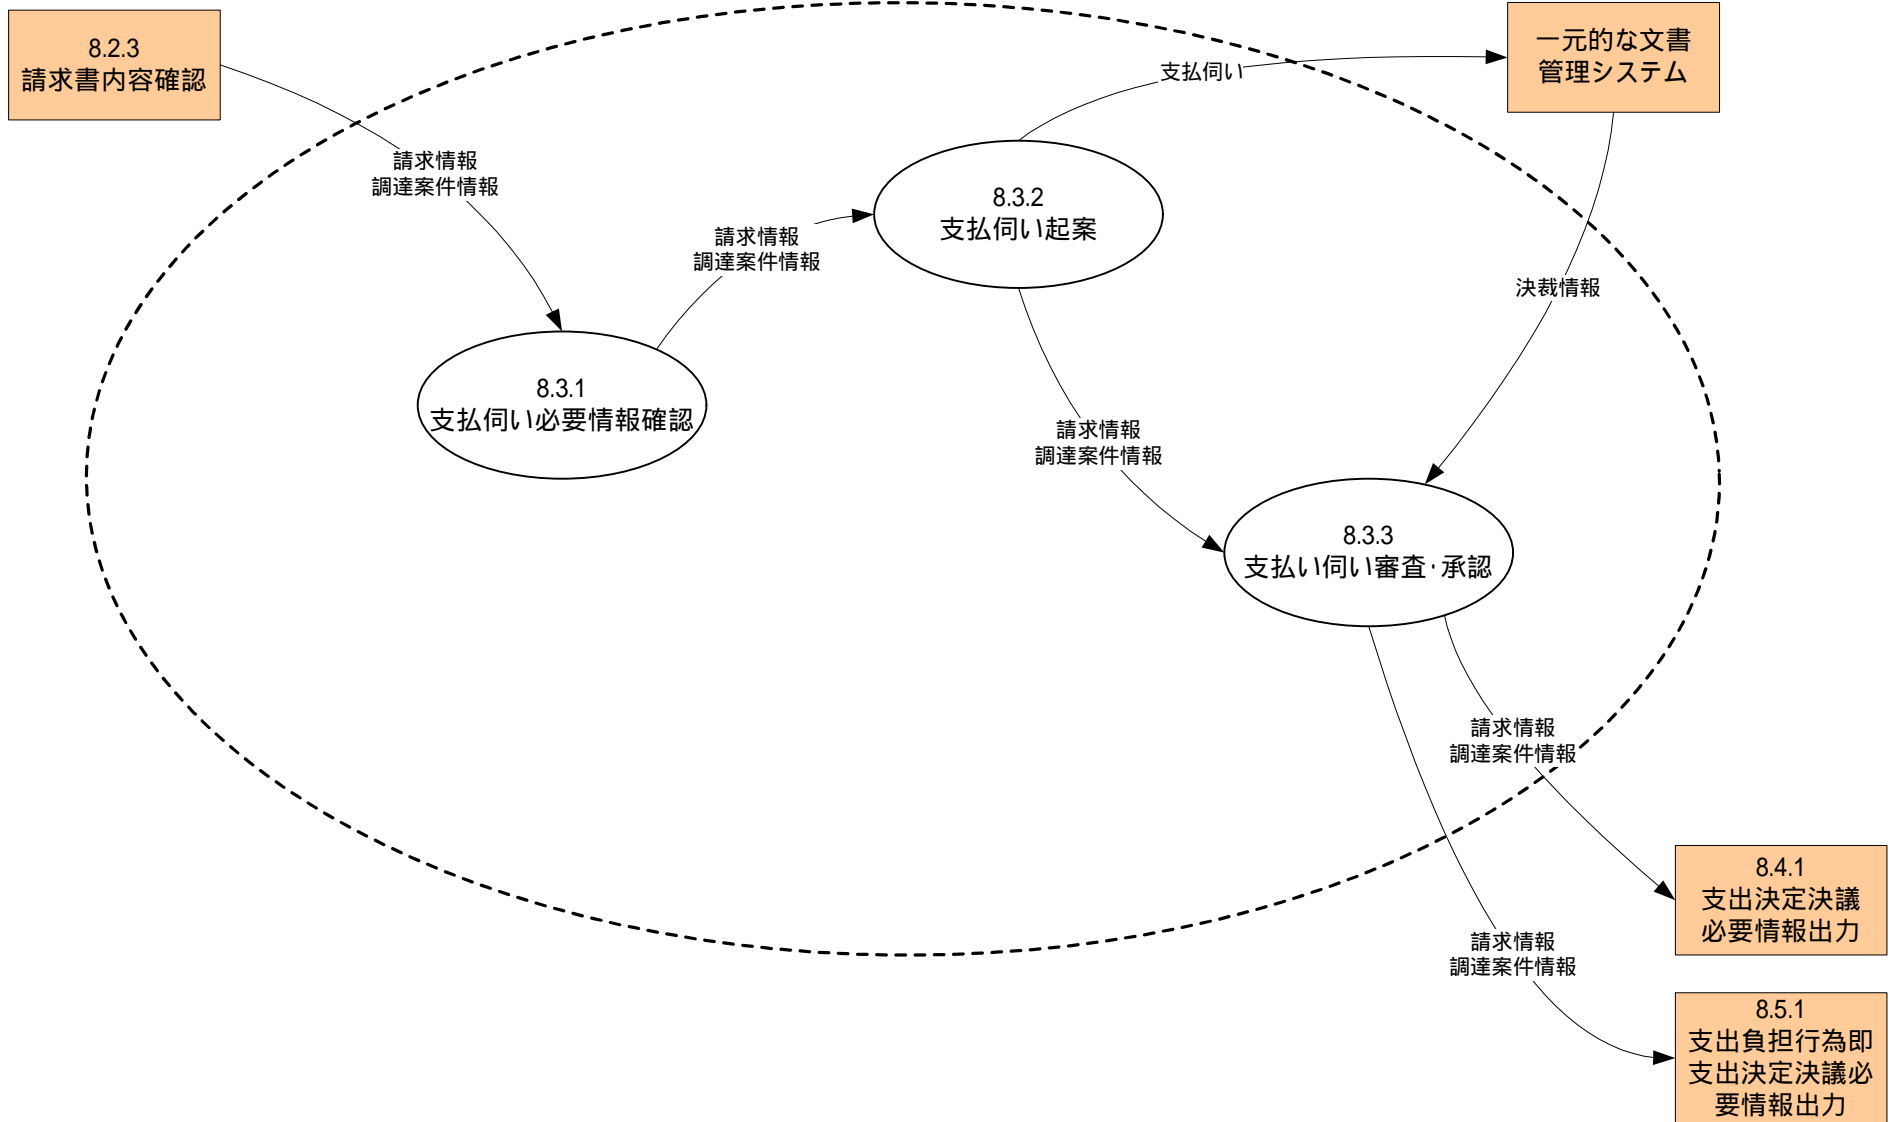 8.2.3
請求書内容確認
一元的な文書
管理システム
支払伺い
請求情報
調達案件情報
8.3.2
支払伺い起案
請求情報
調達案件情報
決裁情報
8.3.1
支払伺い必要情報確認
請求情報
調達案件情報
8.3.3
支払い伺い審査・承認
請求情報
調達案件情報
8.4.1
支出決定決議
必要情報出力
請求情報
調達案件情報
8.5.1
支出負担行為即
支出決定決議必
要情報出力